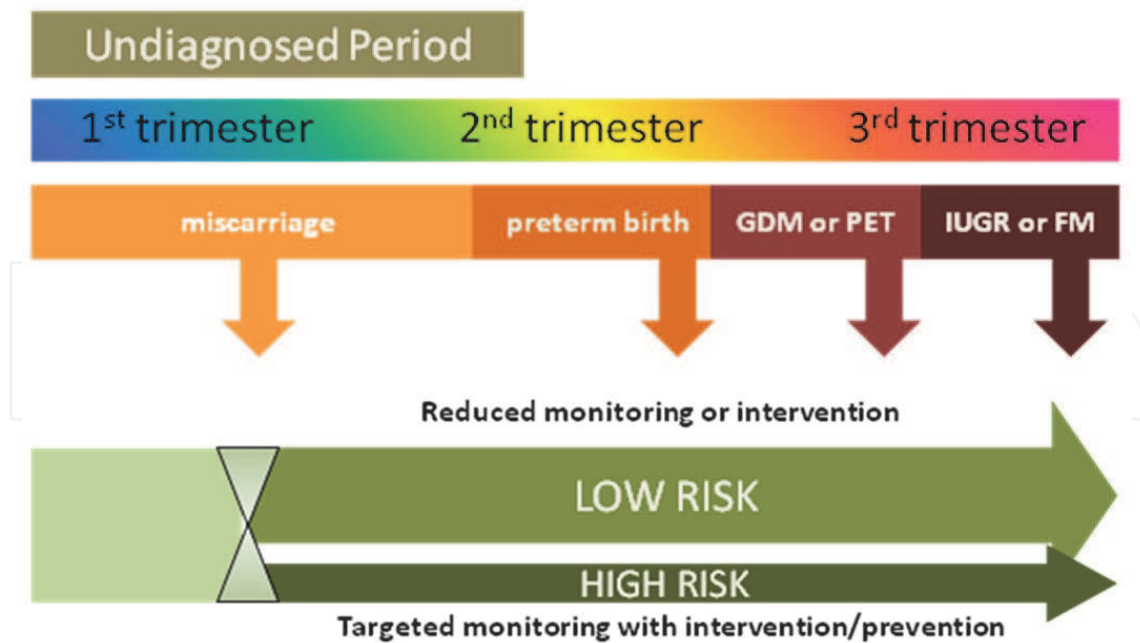 Undiagnosed Period
1st trimester 2nd trimester 3rd trimester
miscarriage preterm birth GDM or PET IUGR or FM
Reduced monitoring or intervention
LOW RISK
HIGH RISK
Targeted monitoring with intervention/prevention